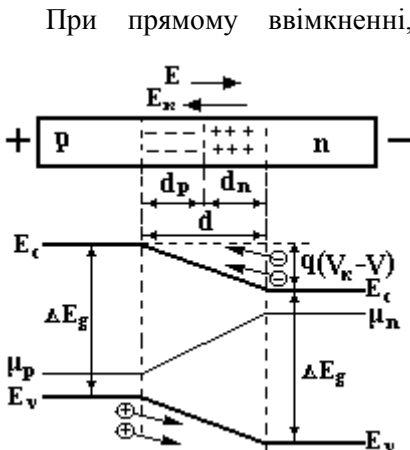 При прямому ввімкненні,
E
Eк
+ p − − − + + + n −
− − − + + +
dp dn
d
Ec
q(Vк−V)
Ec
ΔEg
μn
μp
ΔEg
Ev
Ev